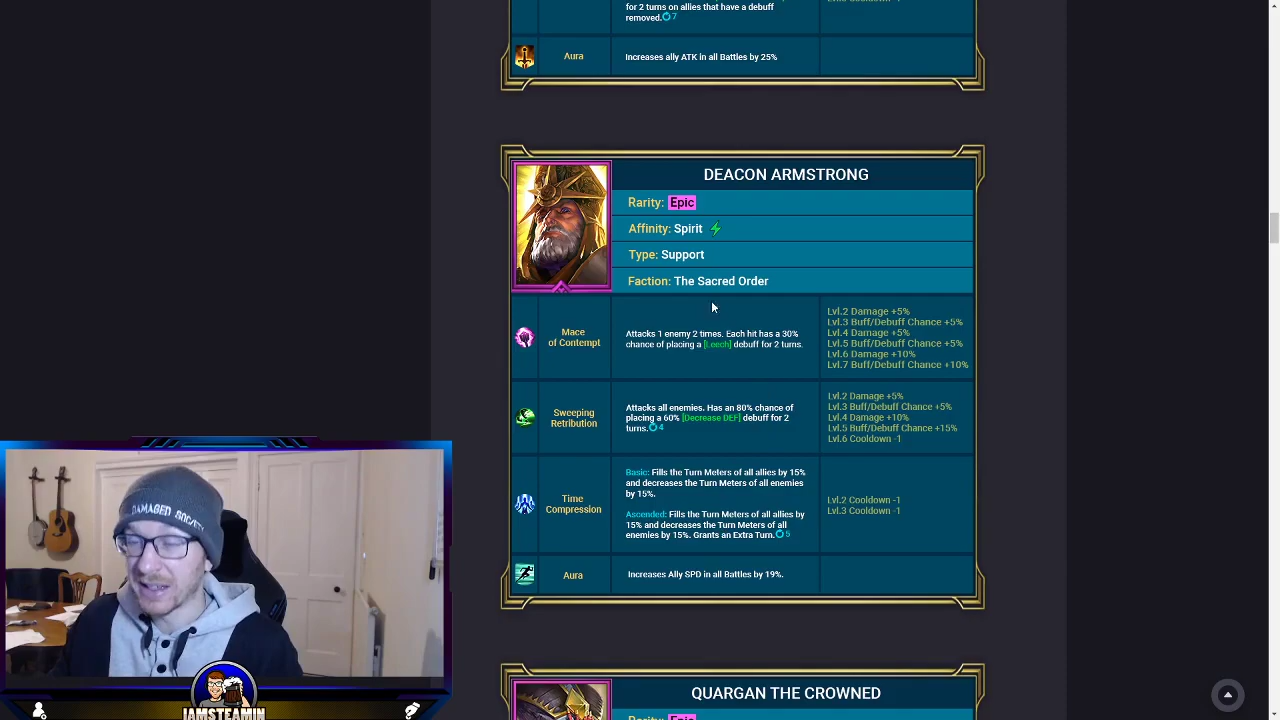 for 2 turns on allies that have a debuff
removed. 7
Aura
Increases ally ATK in all Battles by 25%
DEACON ARMSTRONG
Rarity: Epic
Affinity: Spirit
Type: Support
Faction: The Sacred Order
Mace
of Contempt
Attacks 1 enemy 2 times. Each hit has a 30%
chance of placing a [Leech] debuff for 2 turns.
Lvl.2 Damage +5%
Lvl.3 Buff/Debuff Chance +5%
Lvl.4 Damage +5%
Lvl.5 Buff/Debuff Chance +5%
Lvl.6 Damage +10%
Lvl.7 Buff/Debuff Chance +10%
Sweeping
Retribution
Attacks all enemies. Has an 80% chance of
placing a 60% [Decrease DEF] debuff for 2
turns. 4
Lvl.2 Damage +5%
Lvl.3 Buff/Debuff Chance +5%
Lvl.4 Damage +10%
Lvl.5 Buff/Debuff Chance +15%
Lvl.6 Cooldown -1
Time
Compression
Basic: Fills the Turn Meters of all allies by 15%
and decreases the Turn Meters of all enemies
by 15%.
Ascended: Fills the Turn Meters of all allies by
15% and decreases the Turn Meters of all
enemies by 15%. Grants an Extra Turn. 5
Lvl.2 Cooldown -1
Lvl.3 Cooldown -1
Aura
Increases Ally SPD in all Battles by 19%.
QUARGAN THE CROWNED
Rarity: Epic
DAMAGED SOCIETY
IAMSTEAMIN